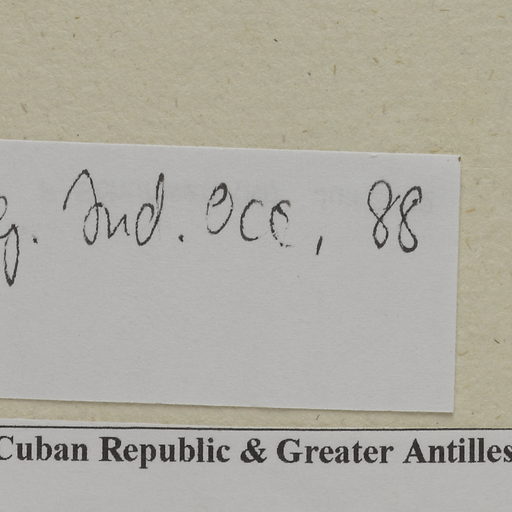 g. Ind. Occ, 88
Cuban Republic & Greater Antilles